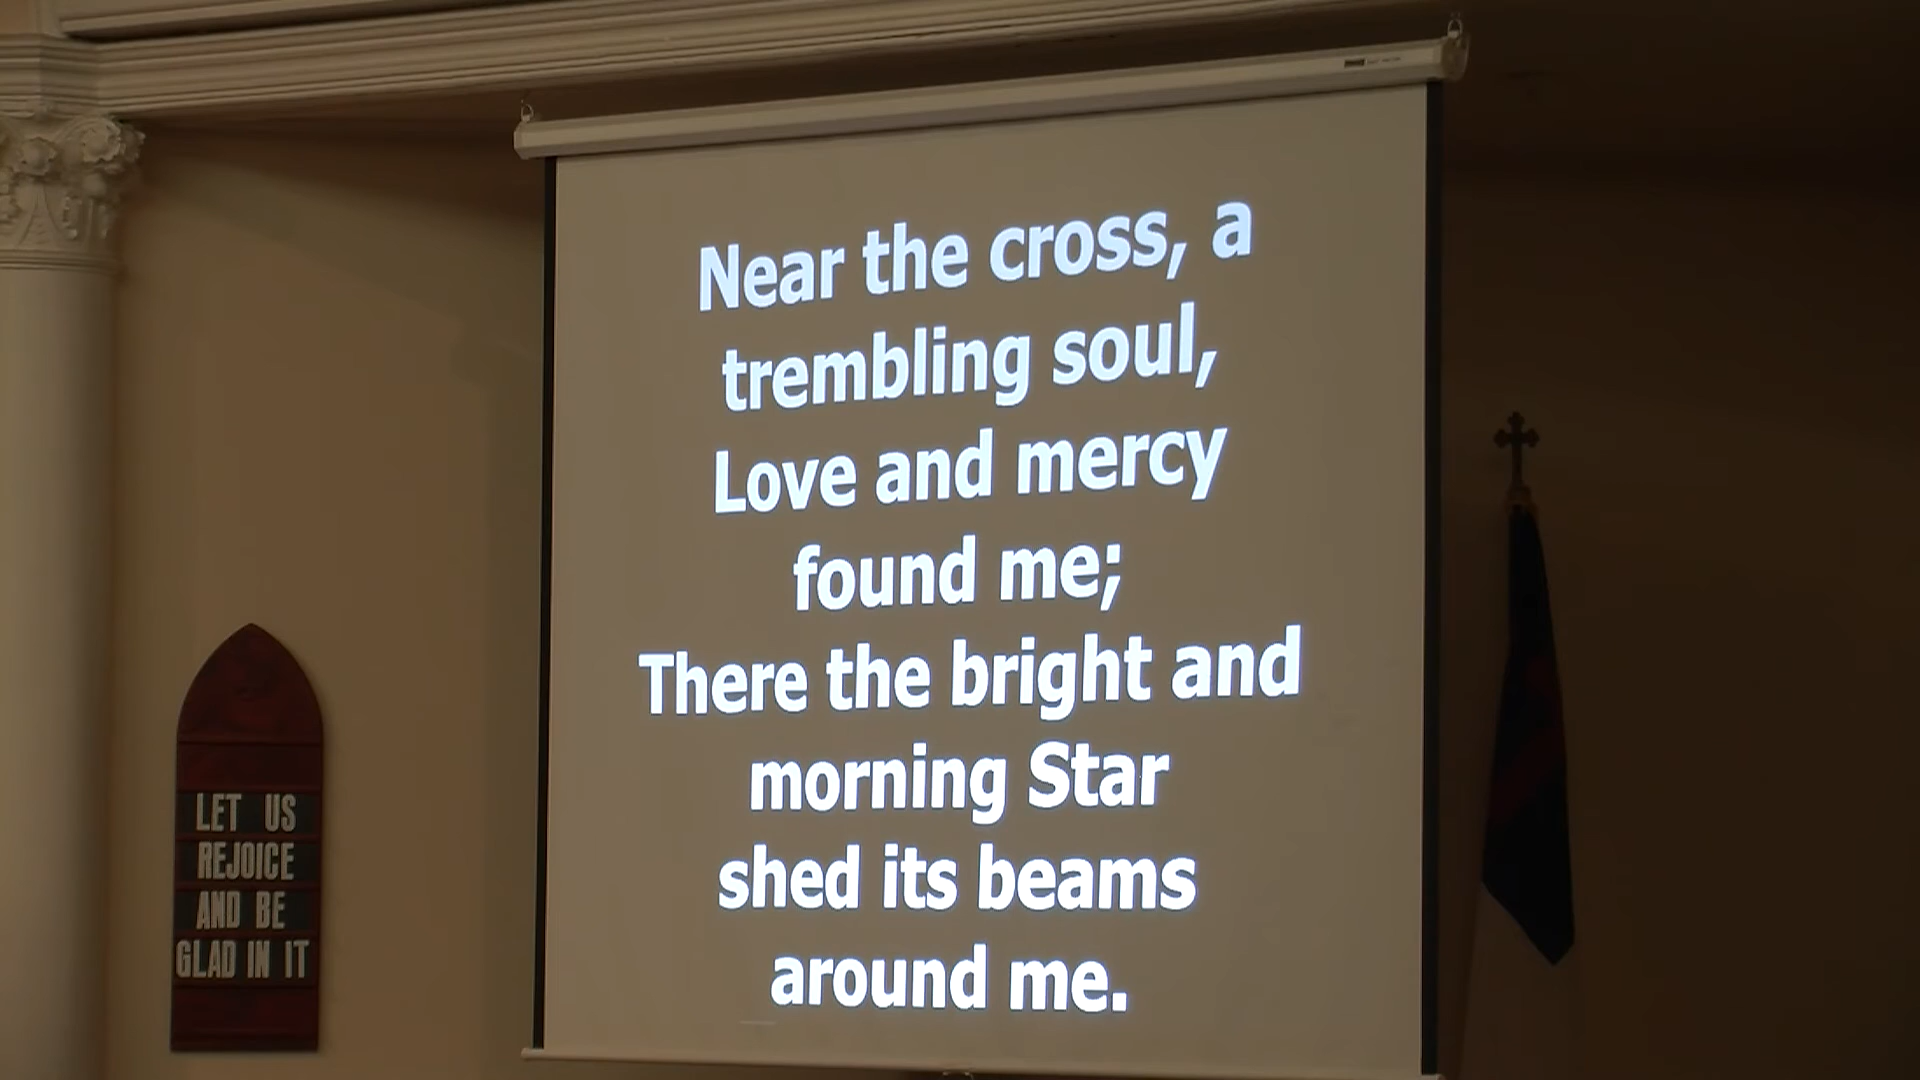 Near the cross, a
trembling soul,
Love and mercy
found me;
There the bright and
morning Star
shed its beams
around me.
LET US
REJOICE
AND BE
GLAD IN IT